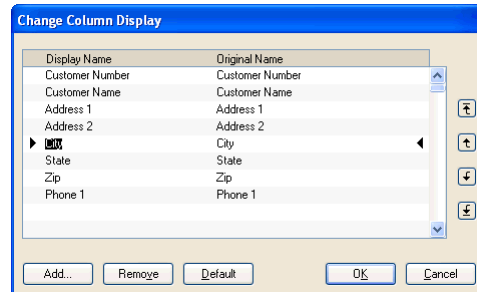 Change Column Display
Display Name Original Name
Customer Number Customer Number
Customer Name Customer Name
Address 1 Address 1
Address 2 Address 2
City City
State State
Zip Zip
Phone 1 Phone 1
Add... Remove Default OK Cancel